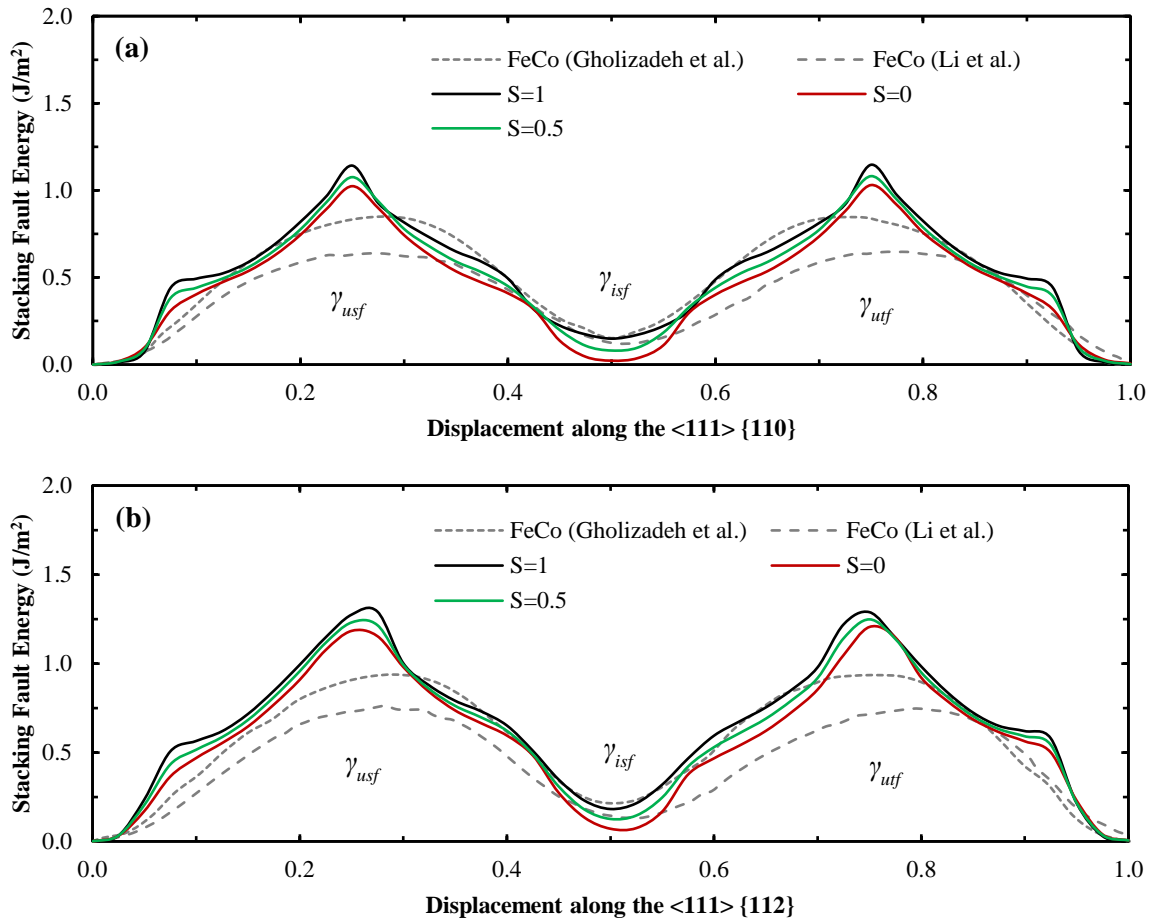 (a)
Stacking Fault Energy (J/m²)
2.0
1.5
1.0
0.5
0.0
FeCo (Gholizadeh et al.)
FeCo (Li et al.)
S=1
S=0
S=0.5
γusf
γisf
γutf
0.0
0.2
0.4
0.6
0.8
1.0
Displacement along the <111> {110}
(b)
Stacking Fault Energy (J/m²)
2.0
1.5
1.0
0.5
0.0
FeCo (Gholizadeh et al.)
FeCo (Li et al.)
S=1
S=0
S=0.5
γusf
γisf
γutf
0.0
0.2
0.4
0.6
0.8
1.0
Displacement along the <111> {112}